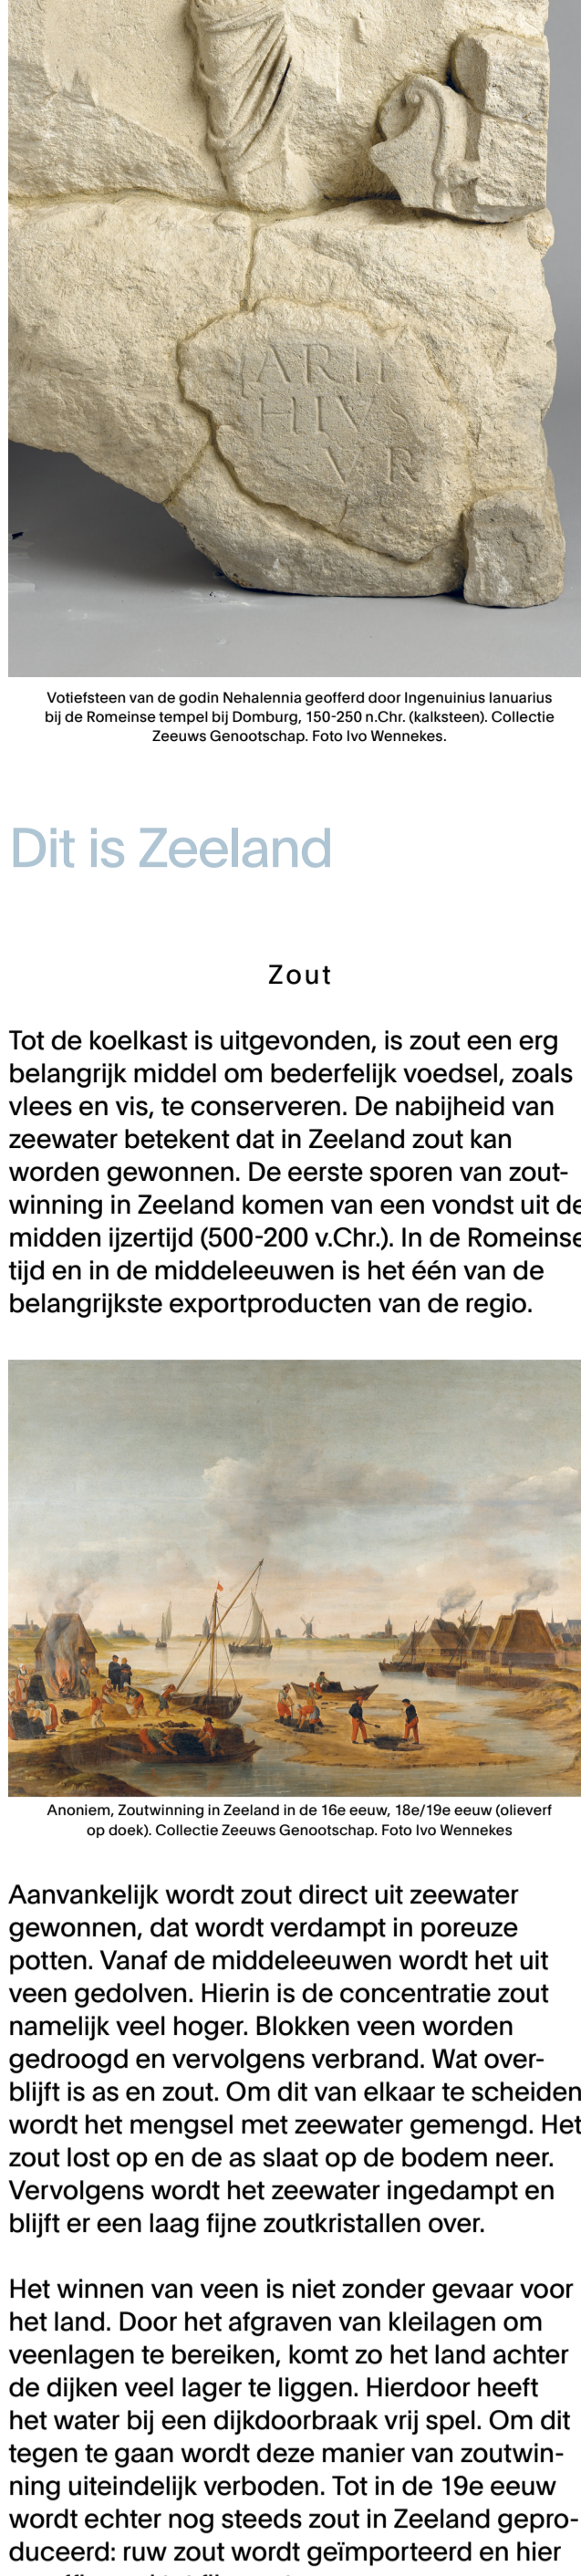 ARTI
HIVS
VR
Votiefsteen van de godin Nehalennia geofferd door Ingenuinius Ianuarius
bij de Romeinse tempel bij Domburg, 150-250 n.Chr. (kalksteen). Collectie
Zeeuws Genootschap. Foto Ivo Wennekes.
Dit is Zeeland
Zout
Tot de koelkast is uitgevonden, is zout een erg
belangrijk middel om bederfelijk voedsel, zoals
vlees en vis, te conserveren. De nabijheid van
zeewater betekent dat in Zeeland zout kan
worden gewonnen. De eerste sporen van zout-
winning in Zeeland komen van een vondst uit de
midden ijzertijd (500-200 v.Chr.). In de Romeinse
tijd en in de middeleeuwen is het één van de
belangrijkste exportproducten van de regio.
Anoniem, Zoutwinning in Zeeland in de 16e eeuw, 18e/19e eeuw (olieverf
op doek). Collectie Zeeuws Genootschap. Foto Ivo Wennekes
Aanvankelijk wordt zout direct uit zeewater
gewonnen, dat wordt verdampt in poreuze
potten. Vanaf de middeleeuwen wordt het uit
veen gedolven. Hierin is de concentratie zout
namelijk veel hoger. Blokken veen worden
gedroogd en vervolgens verbrand. Wat over-
blijft is as en zout. Om dit van elkaar te scheiden
wordt het mengsel met zeewater gemengd. Het
zout lost op en de as slaat op de bodem neer.
Vervolgens wordt het zeewater ingedampt en
blijft er een laag fijne zoutkristallen over.
Het winnen van veen is niet zonder gevaar voor
het land. Door het afgraven van kleilagen om
veenlagen te bereiken, komt zo het land achter
de dijken veel lager te liggen. Hierdoor heeft
het water bij een dijkdoorbraak vrij spel. Om dit
tegen te gaan wordt deze manier van zoutwin-
ning uiteindelijk verboden. Tot in de 19e eeuw
wordt echter nog steeds zout in Zeeland gepro-
duceerd: ruw zout wordt geïmporteerd en hier